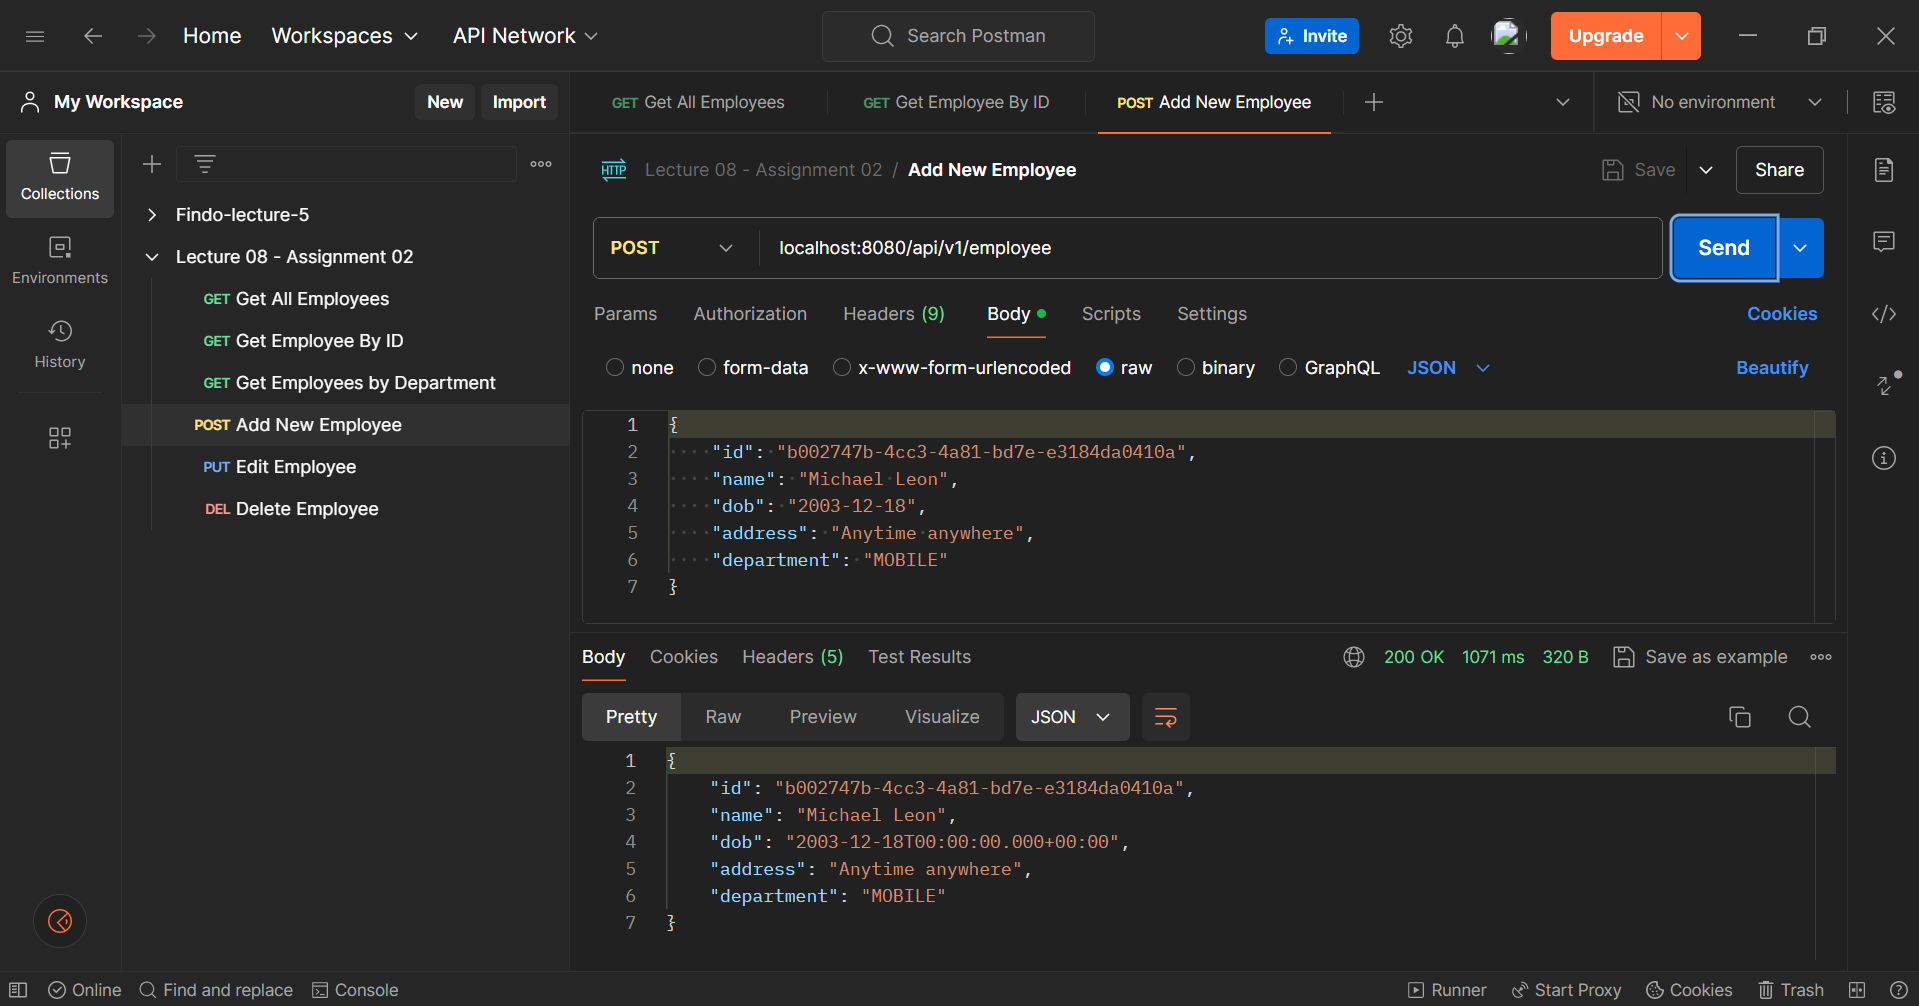 Home Workspaces API Network Search Postman Invite Upgrade
My Workspace New Import
GET Get All Employees GET Get Employee By ID POST Add New Employee No environment
Collections
Environments
History
Findo-lecture-5
Lecture 08 - Assignment 02
GET Get All Employees
GET Get Employee By ID
GET Get Employees by Department
POST Add New Employee
PUT Edit Employee
DEL Delete Employee
HTTP Lecture 08 - Assignment 02 / Add New Employee Save Share
POST localhost:8080/api/v1/employee Send
Params Authorization Headers (9) Body Scripts Settings Cookies
none form-data x-www-form-urlencoded raw binary GraphQL JSON Beautify
1 {
2 "id": "b002747b-4cc3-4a81-bd7e-e3184da0410a",
3 "name": "Michael Leon",
4 "dob": "2003-12-18",
5 "address": "Anytime anywhere",
6 "department": "MOBILE"
7 }
Body Cookies Headers (5) Test Results 200 OK 1071 ms 320 B Save as example
Pretty Raw Preview Visualize JSON
1 {
2 "id": "b002747b-4cc3-4a81-bd7e-e3184da0410a",
3 "name": "Michael Leon",
4 "dob": "2003-12-18T00:00:00.000+00:00",
5 "address": "Anytime anywhere",
6 "department": "MOBILE"
7 }
Online Find and replace Console Runner Start Proxy Cookies Trash